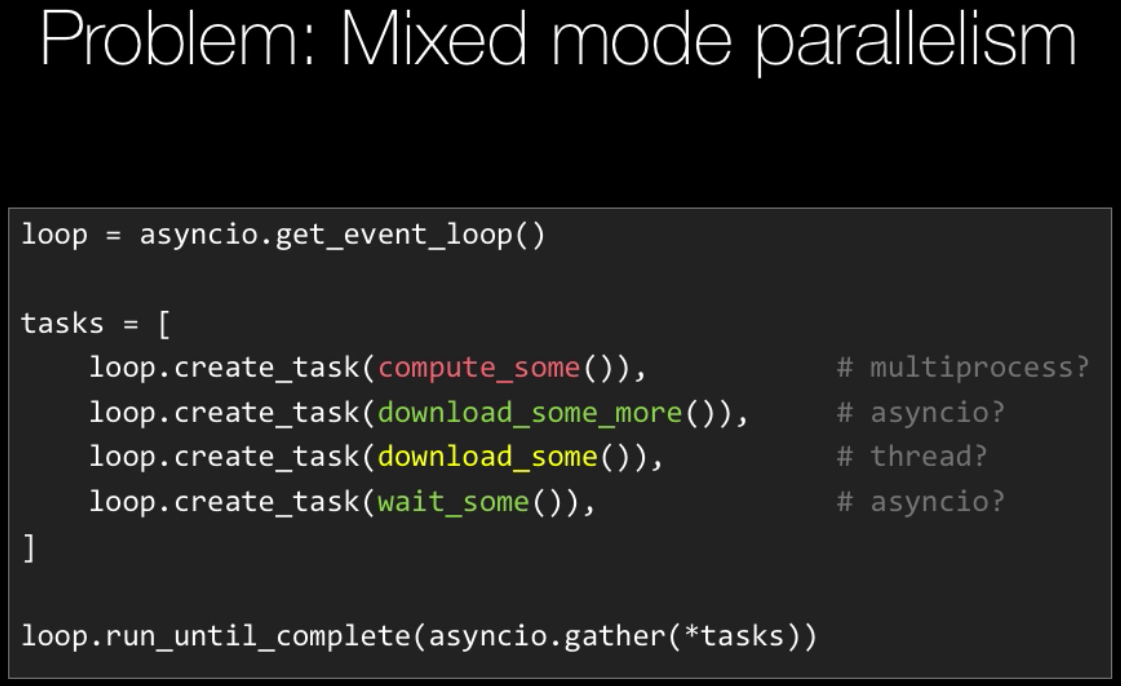 Problem: Mixed mode parallelism
loop = asyncio.get_event_loop()
tasks = [
loop.create_task(compute_some()), # multiprocess?
loop.create_task(download_some_more()), # asyncio?
loop.create_task(download_some()), # thread?
loop.create_task(wait_some()), # asyncio?
]
loop.run_until_complete(asyncio.gather(*tasks))